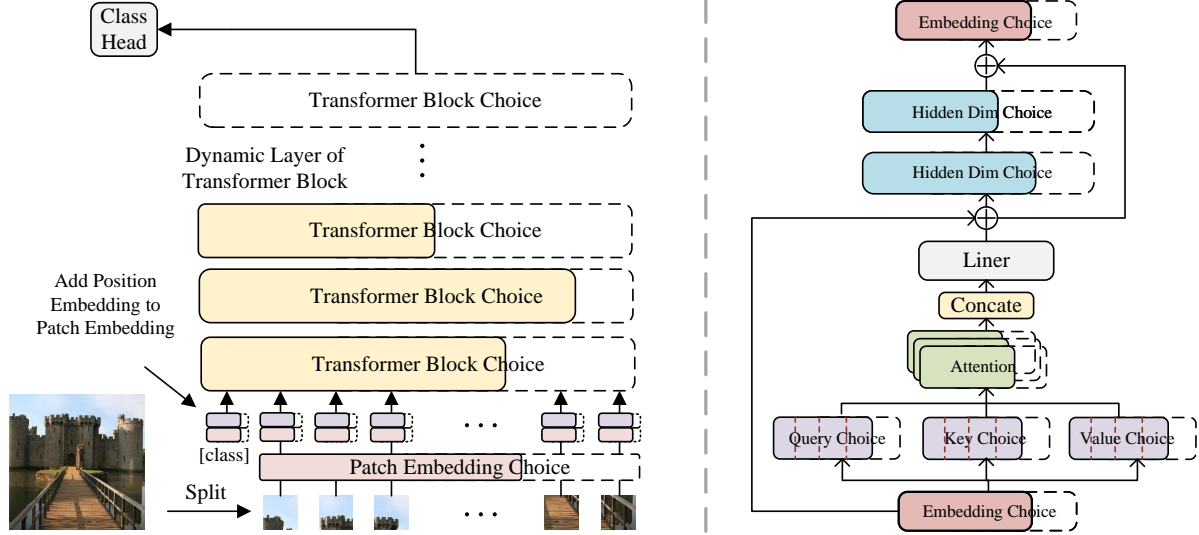 Class
Head
Transformer Block Choice
Dynamic Layer of
Transformer Block
Transformer Block Choice
Transformer Block Choice
Transformer Block Choice
Add Position
Embedding to
Patch Embedding
[class]
Patch Embedding Choice
Split
Embedding Choice
Hidden Dim Choice
Hidden Dim Choice
Liner
Concate
Attention
Query Choice
Key Choice
Value Choice
Embedding Choice